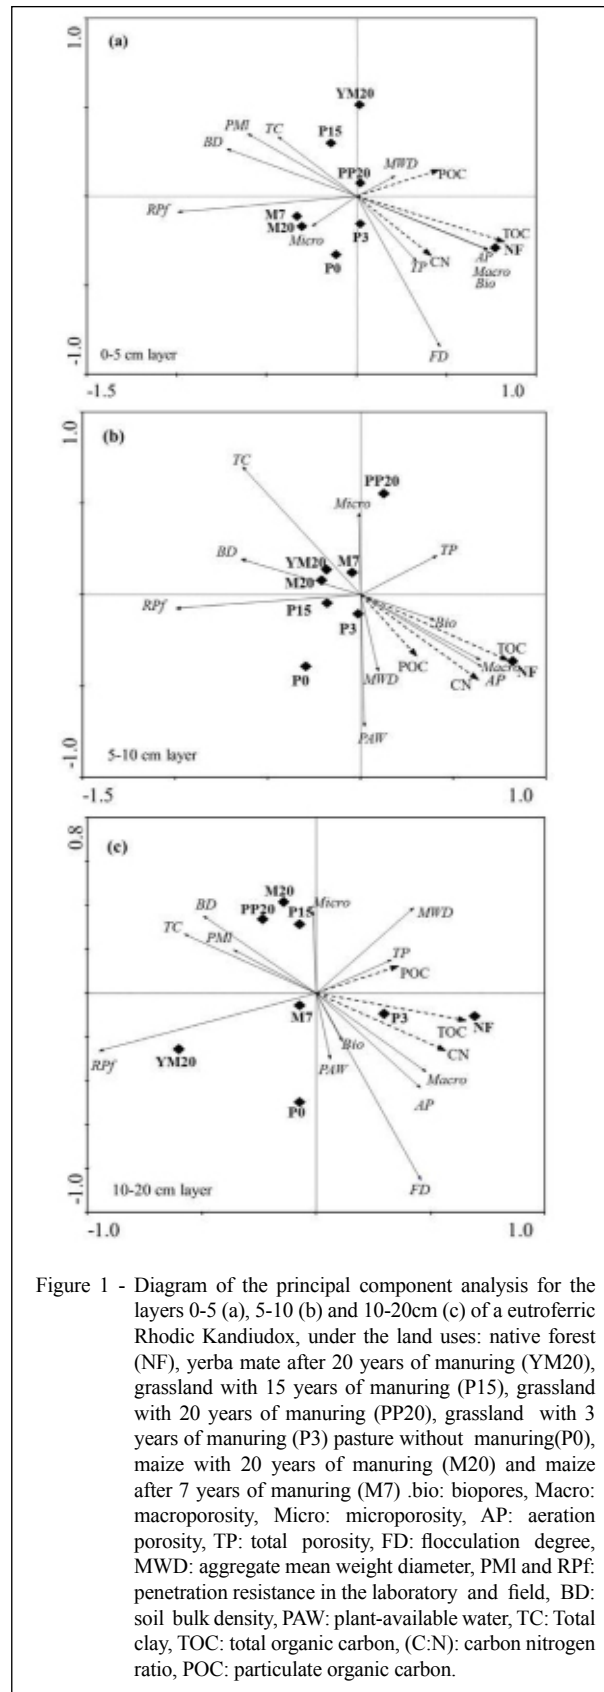 1.0
(a)
YM20
PMl
TC
P15
BD
PP20
MWD
POC
RPf
M7
M20
Micro
P3
TOC
NF
P0
TP
CN
AP
Macro
Bio
FD
0-5 cm layer
-1.0
-1.5
1.0
1.0
(b)
TC
PP20
Micro
BD
YM20
M7
TP
M20
RPf
P15
P3
Bio
TOC
P0
POC
Macro
NF
MWD
CN
AP
PAW
5-10 cm layer
-1.0
-1.5
1.0
0.8
(c)
M20
BD
PP20
P15
Micro
MWD
TC
PMl
TP
POC
M7
P3
NF
TOC
RPf
YM20
Bio
CN
PAW
Macro
P0
AP
FD
10-20 cm layer
-1.0
-1.0
1.0
Figure 1 - Diagram of the principal component analysis for the
layers 0-5 (a), 5-10 (b) and 10-20cm (c) of a eutroferric
Rhodic Kandiudox, under the land uses: native forest
(NF), yerba mate after 20 years of manuring (YM20),
grassland with 15 years of manuring (P15), grassland
with 20 years of manuring (PP20), grassland with 3
years of manuring (P3) pasture without manuring(P0),
maize with 20 years of manuring (M20) and maize
after 7 years of manuring (M7) .bio: biopores, Macro:
macroporosity, Micro: microporosity, AP: aeration
porosity, TP: total porosity, FD: flocculation degree,
MWD: aggregate mean weight diameter, PMl and RPf:
penetration resistance in the laboratory and field, BD:
soil bulk density, PAW: plant-available water, TC: Total
clay, TOC: total organic carbon, (C:N): carbon nitrogen
ratio, POC: particulate organic carbon.